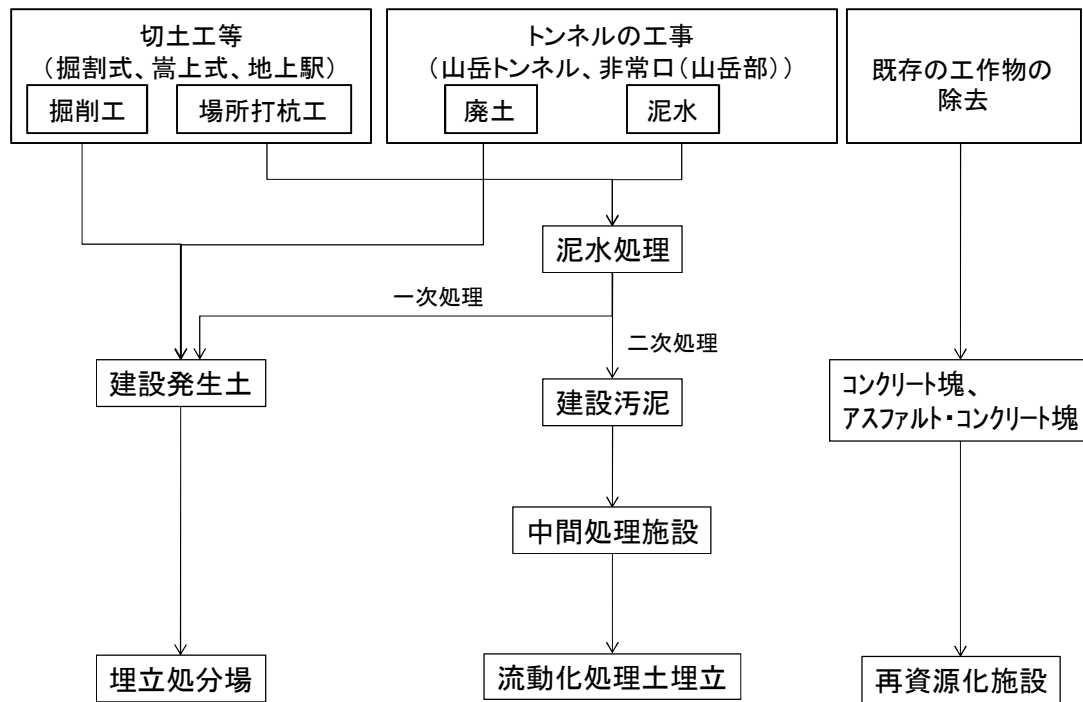 切土工等
（掘割式、嵩上式、地上駅）
掘削工
場所打杭工
トンネルの工事
（山岳トンネル、非常口（山岳部））
廃土
泥水
既存の工作物の
除去
泥水処理
一次処理
二次処理
建設発生土
建設汚泥
コンクリート塊、
アスファルト・コンクリート塊
中間処理施設
埋立処分場
流動化処理土埋立
再資源化施設